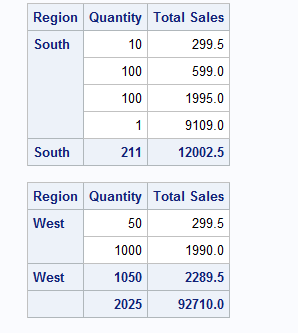 Region Quantity Total Sales
South 10 299.5
100 599.0
100 1995.0
1 9109.0
South 211 12002.5
Region Quantity Total Sales
West 50 299.5
1000 1990.0
West 1050 2289.5
2025 92710.0